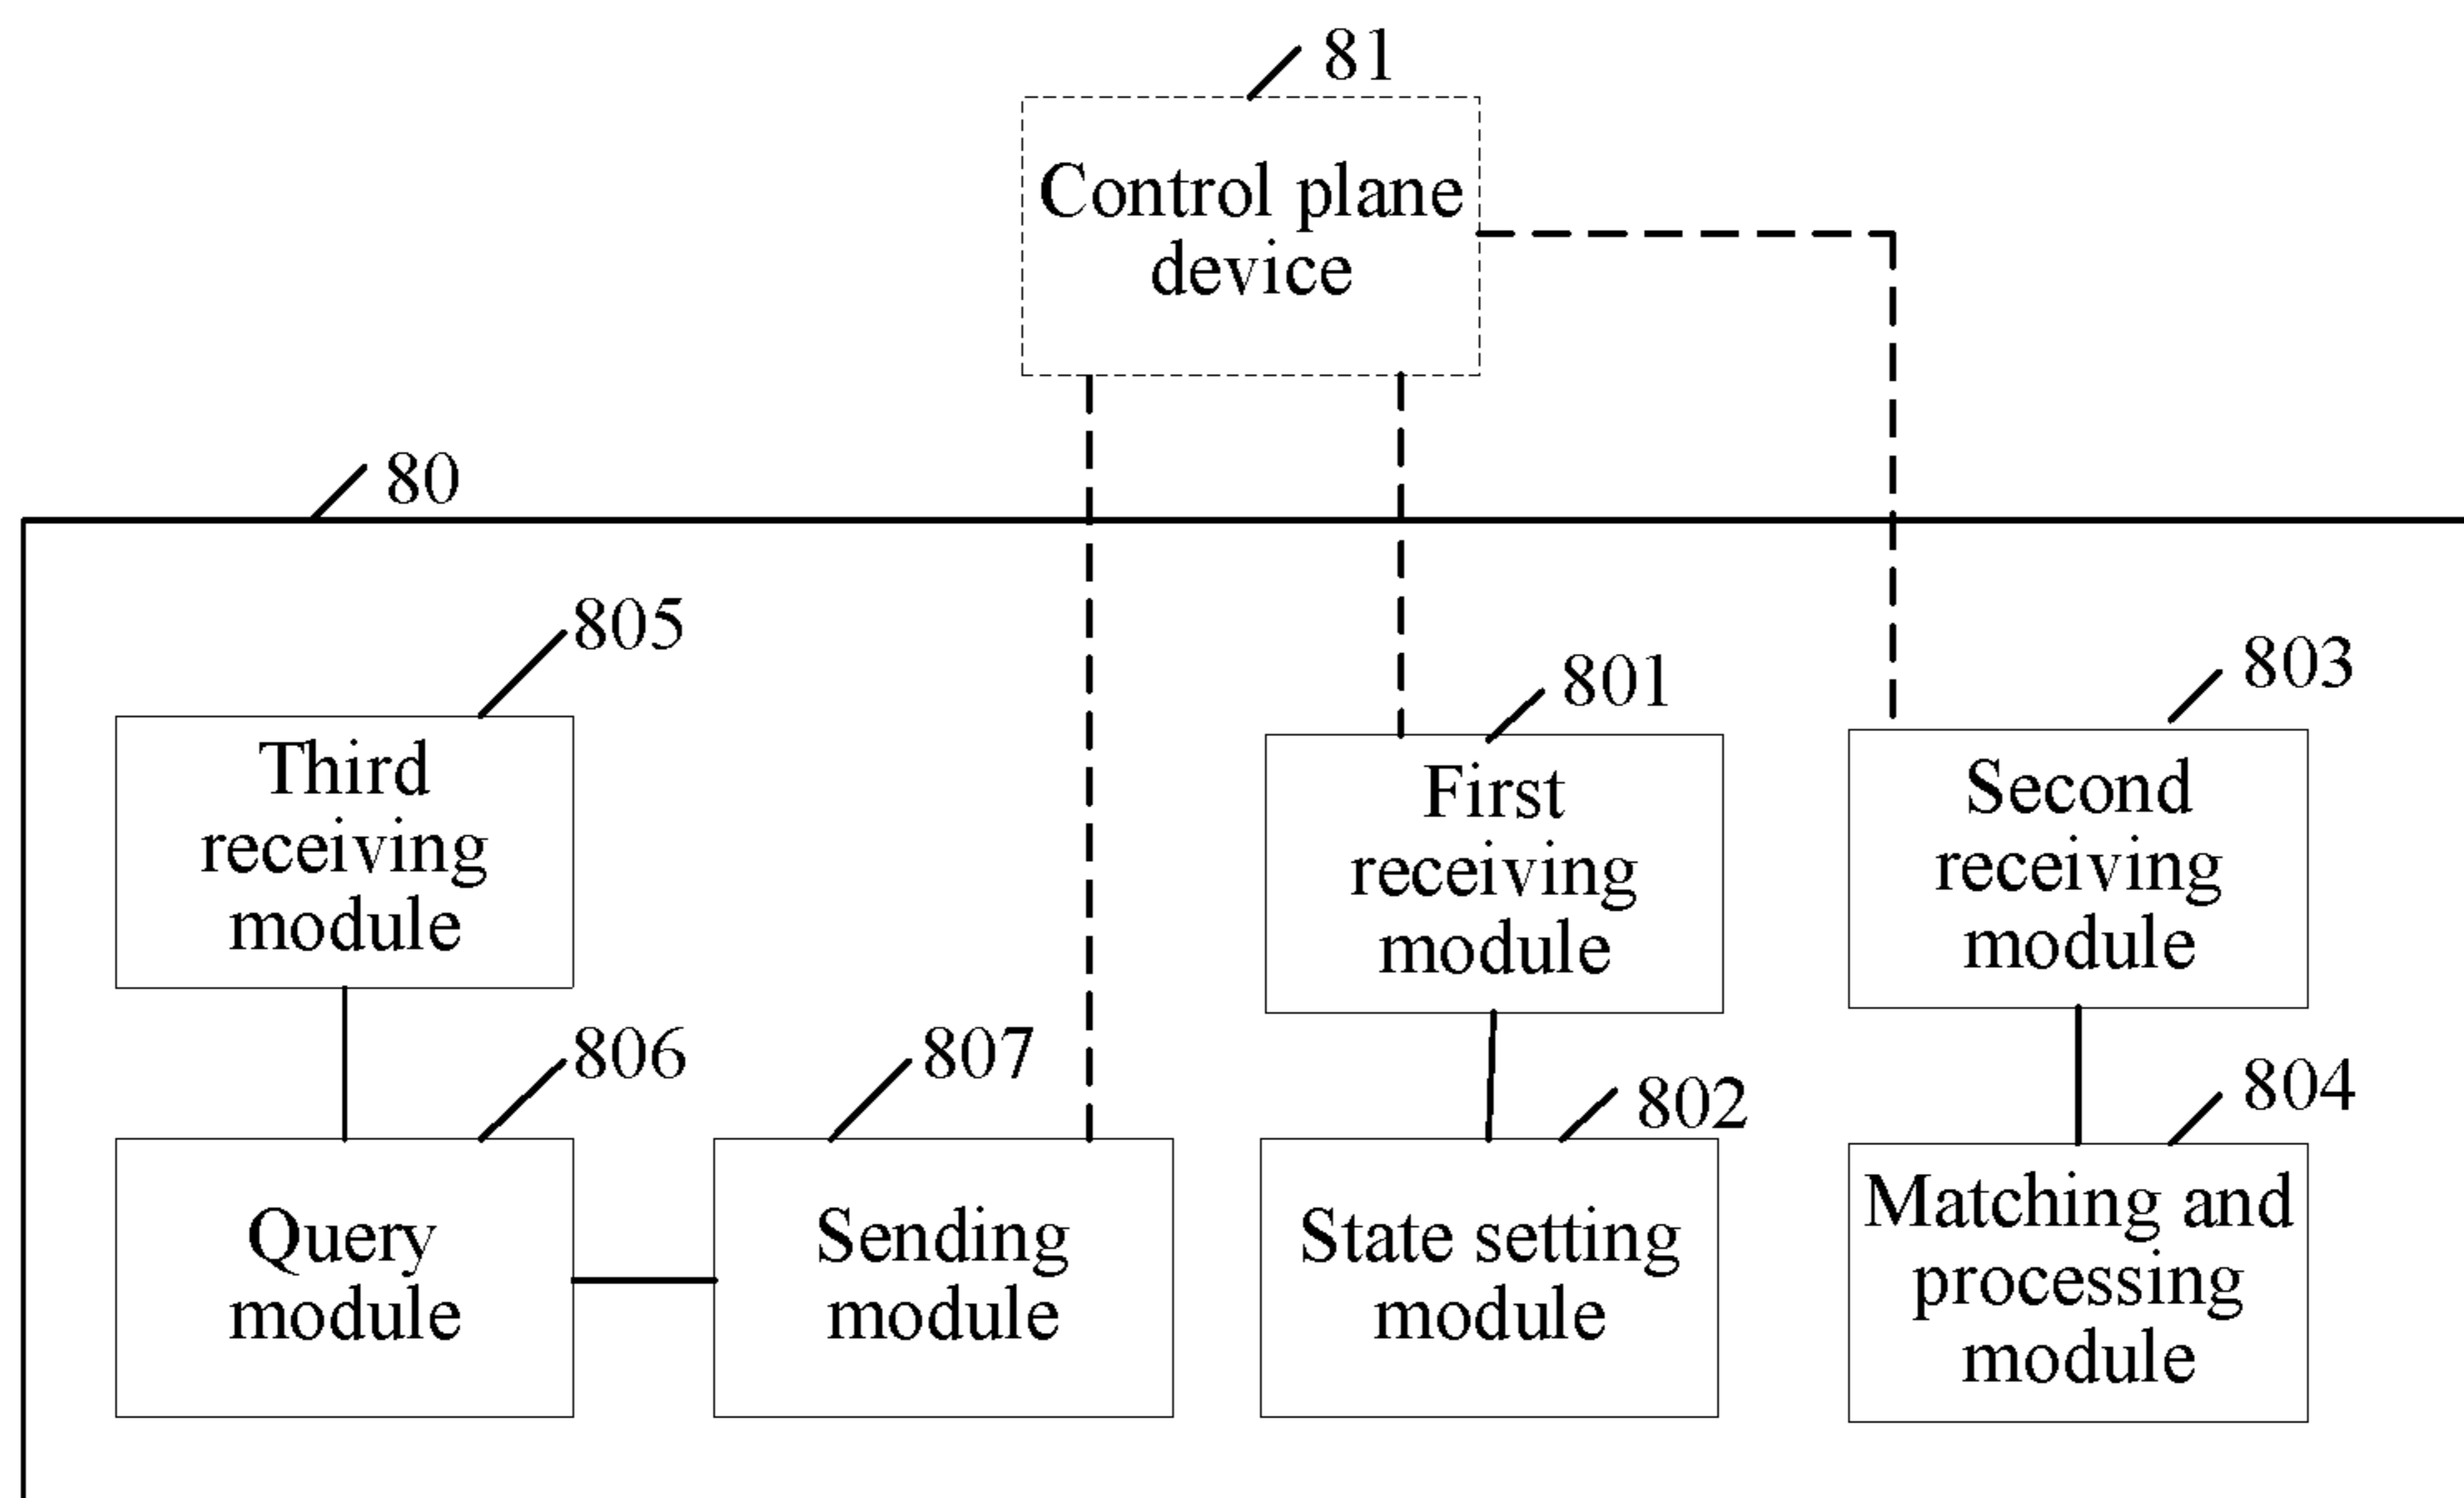 81
Control plane
device
80
805
Third
receiving
module
801
First
receiving
module
803
Second
receiving
module
806
Query
module
807
Sending
module
802
State setting
module
804
Matching and
processing
module